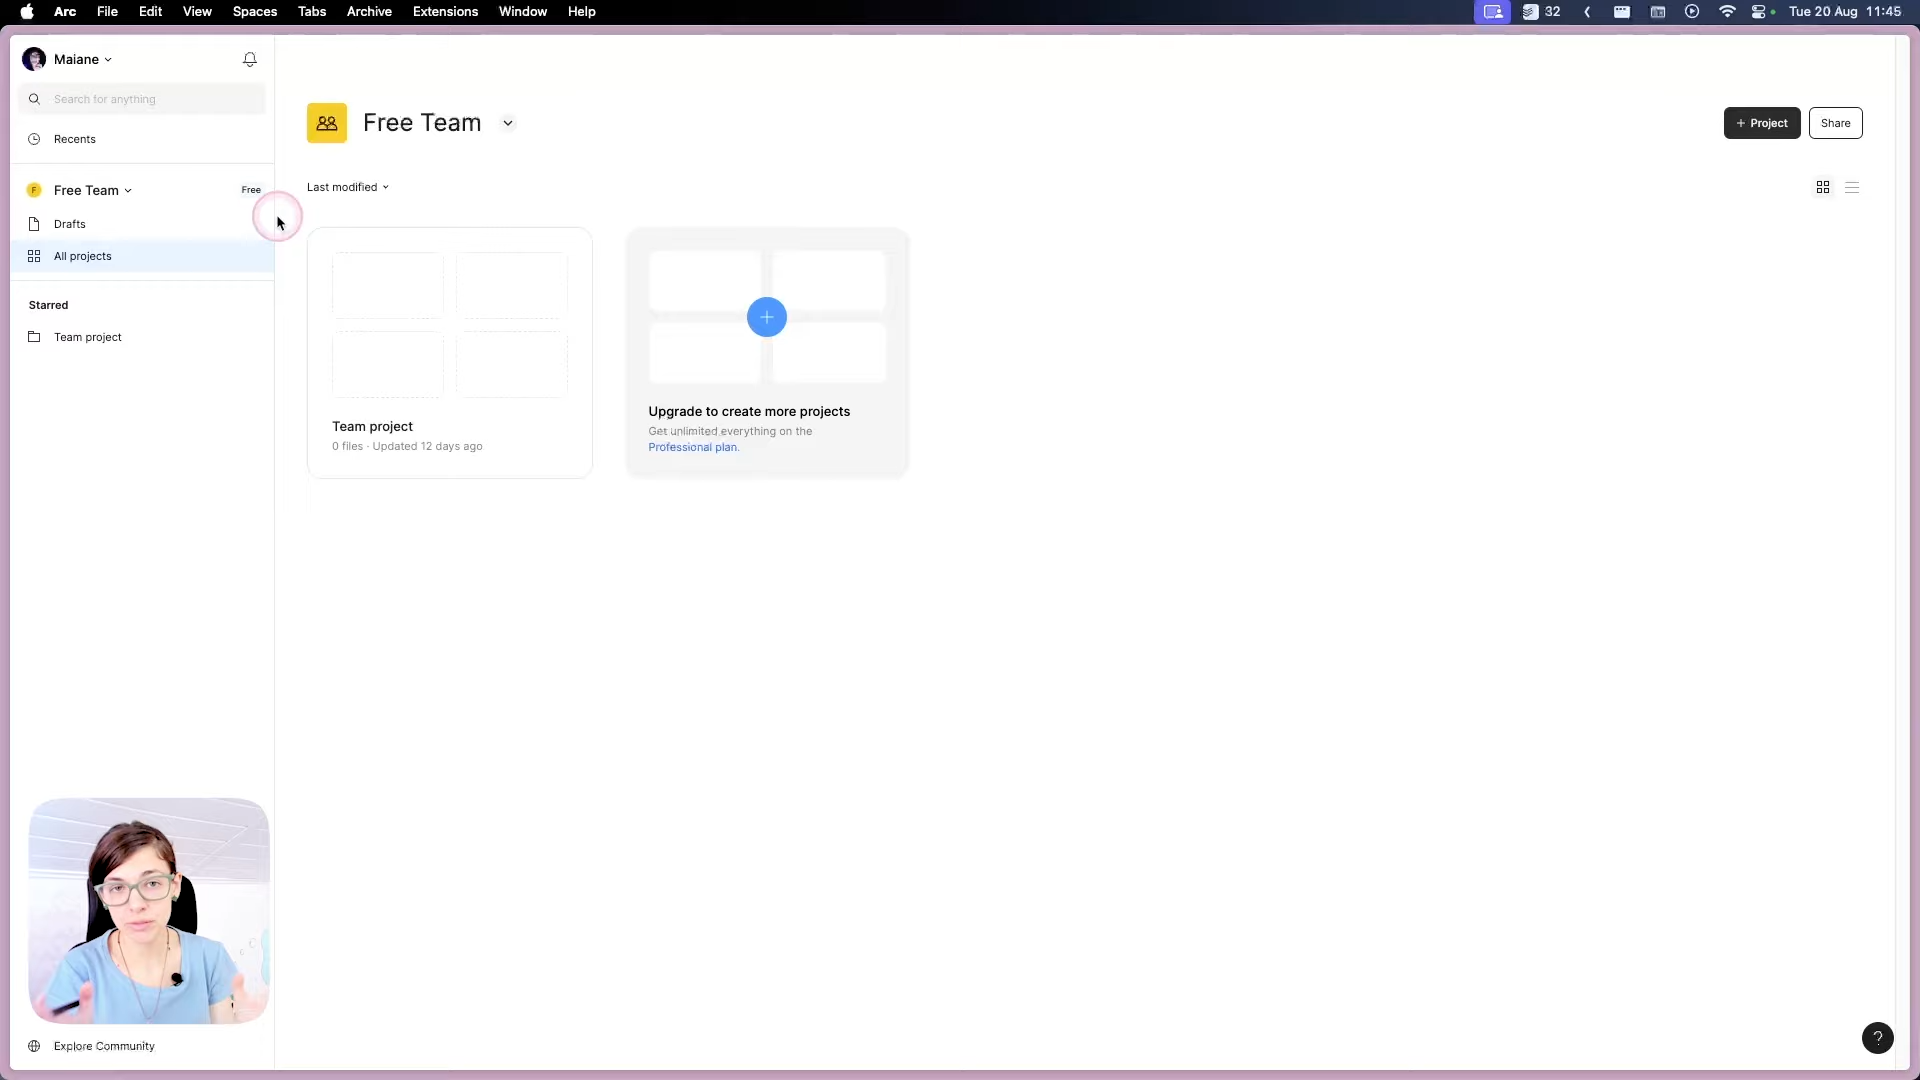 Arc File Edit View Spaces Tabs Archive Extensions Window Help
32
Tue 20 Aug 11:45
Maiane
Search for anything
Recents
F Free Team Free
Drafts
All projects
Starred
Team project
Explore Community
Free Team
+ Project
Share
Last modified
Team project
0 files · Updated 12 days ago
Upgrade to create more projects
Get unlimited everything on the
Professional plan.
?